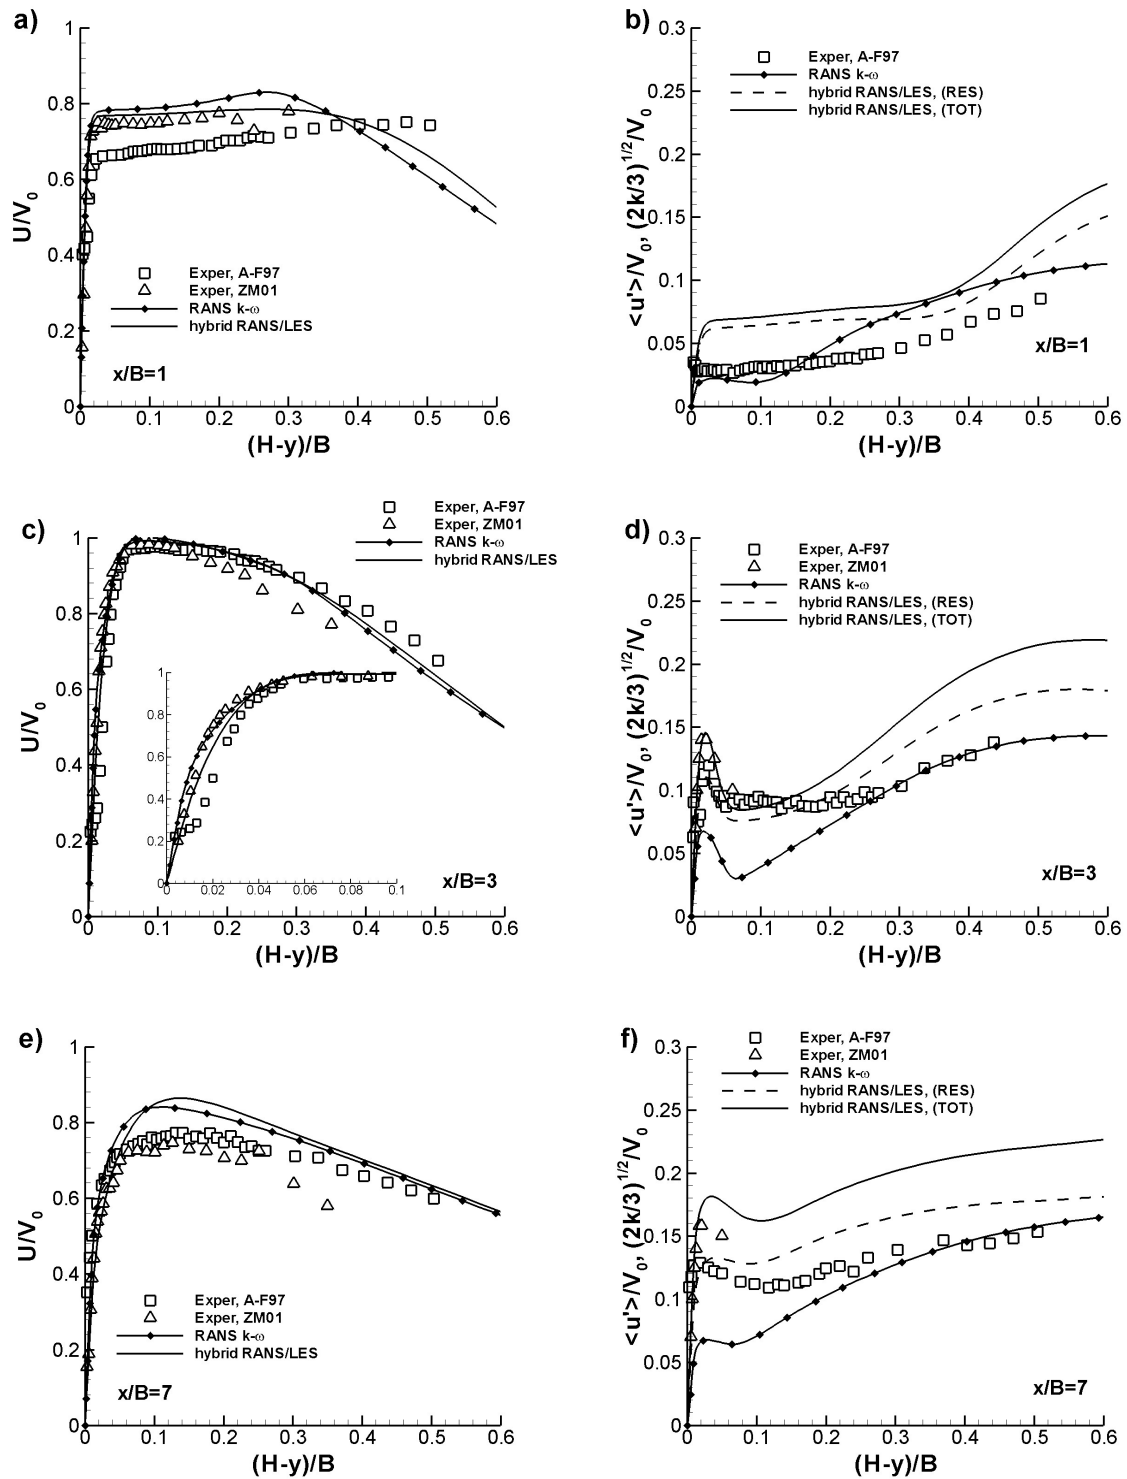 a)
1
0.8
0.6
0.4
0.2
0
U/V0
Exper, A-F97
Exper, ZM01
RANS k-ω
hybrid RANS/LES
x/B=1
0 0.1 0.2 0.3 0.4 0.5 0.6
(H-y)/B
b)
0.3
0.25
0.2
0.15
0.1
0.05
0
<u'>/V0, (2k/3)1/2/V0
Exper, A-F97
RANS k-ω
hybrid RANS/LES, (RES)
hybrid RANS/LES, (TOT)
x/B=1
0 0.1 0.2 0.3 0.4 0.5 0.6
(H-y)/B
c)
Exper, A-F97
Exper, ZM01
RANS k-ω
hybrid RANS/LES
1
0.8
0.6
0.4
0.2
0
U/V0
1
0.8
0.6
0.4
0.2
0
0 0.02 0.04 0.06 0.08 0.1
x/B=3
0 0.1 0.2 0.3 0.4 0.5 0.6
(H-y)/B
d)
0.3
0.25
0.2
0.15
0.1
0.05
0
<u'>/V0, (2k/3)1/2/V0
Exper, A-F97
Exper, ZM01
RANS k-ω
hybrid RANS/LES, (RES)
hybrid RANS/LES, (TOT)
x/B=3
0 0.1 0.2 0.3 0.4 0.5 0.6
(H-y)/B
e)
1
0.8
0.6
0.4
0.2
0
U/V0
Exper, A-F97
Exper, ZM01
RANS k-ω
hybrid RANS/LES
x/B=7
0 0.1 0.2 0.3 0.4 0.5 0.6
(H-y)/B
f)
0.3
0.25
0.2
0.15
0.1
0.05
0
<u'>/V0, (2k/3)1/2/V0
Exper, A-F97
Exper, ZM01
RANS k-ω
hybrid RANS/LES, (RES)
hybrid RANS/LES, (TOT)
x/B=7
0 0.1 0.2 0.3 0.4 0.5 0.6
(H-y)/B